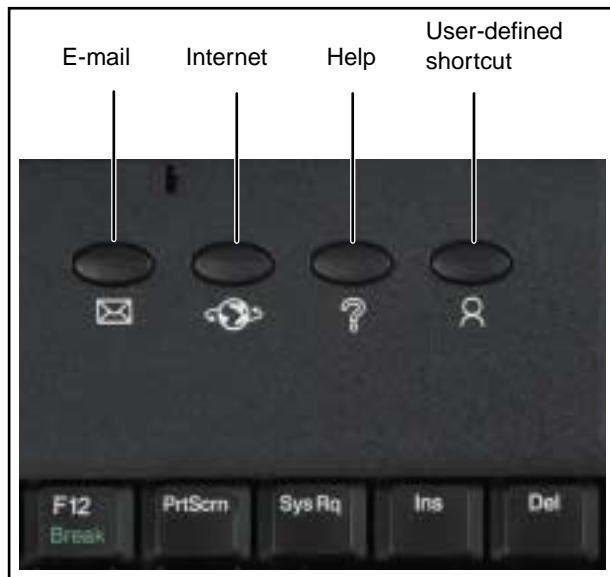 E-mail
Internet
Help
User-defined
shortcut
F12
Break
PrtScrn
Sys Rq
Ins
Del